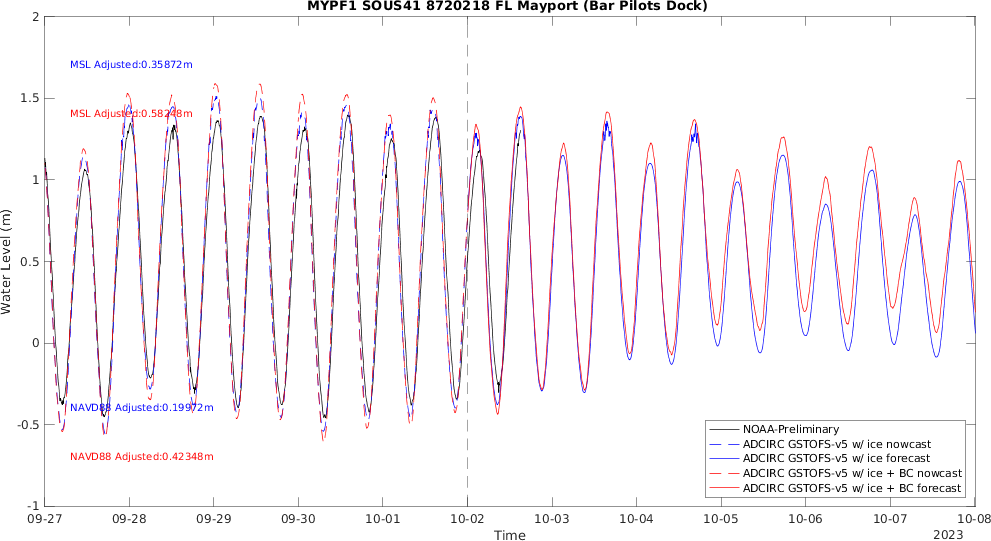 MYPF1 SOUS41 8720218 FL Mayport (Bar Pilots Dock)
2
1.5
1
0.5
0
-0.5
-1
Water Level (m)
MSL Adjusted:0.35872m
MSL Adjusted:0.58248m
NAVD88 Adjusted:0.19972m
NAVD88 Adjusted:0.42348m
NOAA-Preliminary
ADCIRC GSTOFS-v5 w/ ice nowcast
ADCIRC GSTOFS-v5 w/ ice forecast
ADCIRC GSTOFS-v5 w/ ice + BC nowcast
ADCIRC GSTOFS-v5 w/ ice + BC forecast
09-27 09-28 09-29 09-30 10-01 10-02 10-03 10-04 10-05 10-06 10-07 10-08
Time
2023